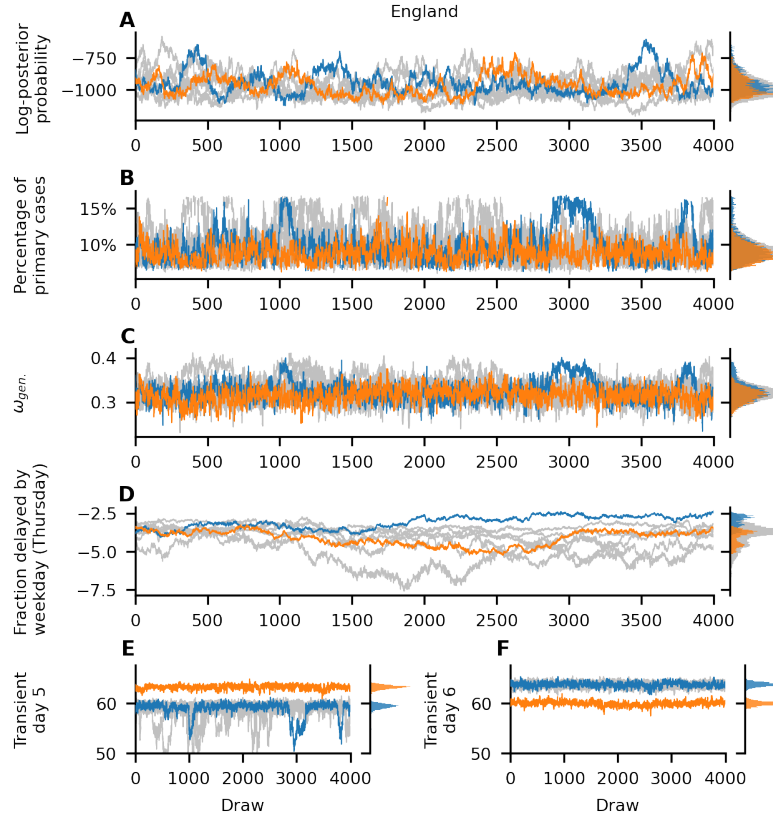 England
A
Log-posterior
probability
−750
−1000
0 500 1000 1500 2000 2500 3000 3500 4000
B
Percentage of
primary cases
15%
10%
0 500 1000 1500 2000 2500 3000 3500 4000
C
ω gen.
0.4
0.3
0 500 1000 1500 2000 2500 3000 3500 4000
D
Fraction delayed by
weekday (Thursday)
−2.5
−5.0
−7.5
0 500 1000 1500 2000 2500 3000 3500 4000
E
Transient
day 5
60
50
0 1000 2000 3000 4000
Draw
F
Transient
day 6
60
50
0 1000 2000 3000 4000
Draw